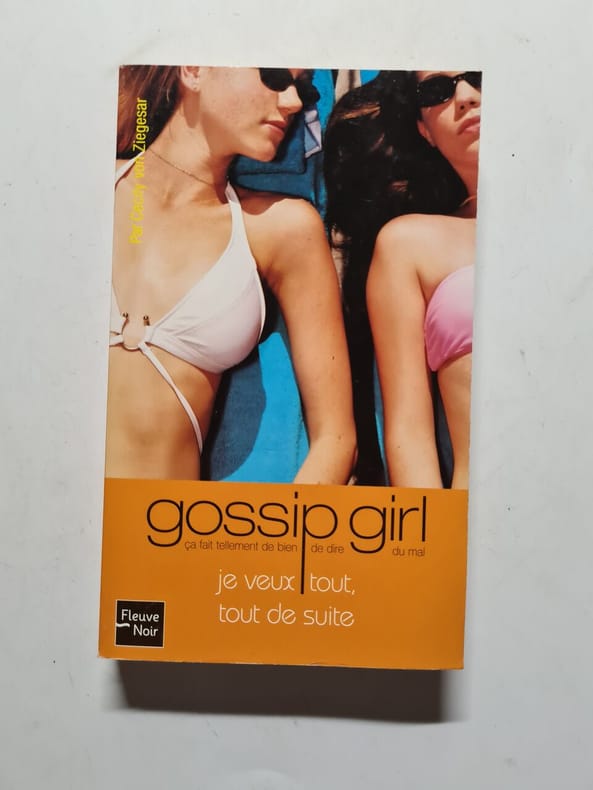 Par Cecily von Ziegesar
gossip girl
ça fait tellement de bien de dire du mal
je veux tout,
tout de suite
Fleuve
Noir